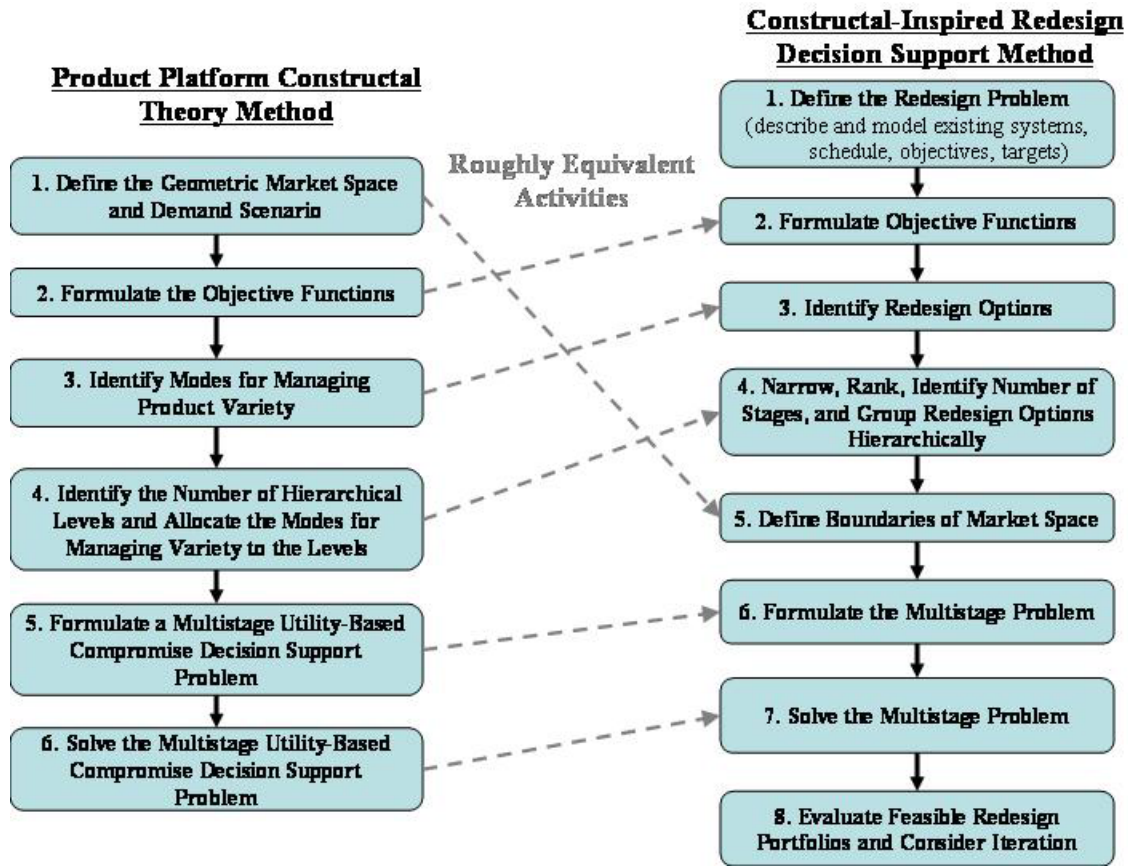 Product Platform Constructal
Theory Method
1. Define the Geometric Market Space
and Demand Scenario
2. Formulate the Objective Functions
3. Identify Modes for Managing
Product Variety
4. Identify the Number of Hierarchical
Levels and Allocate the Modes for
Managing Variety to the Levels
5. Formulate a Multistage Utility-Based
Compromise Decision Support
Problem
6. Solve the Multistage Utility-Based
Compromise Decision Support
Problem
Roughly Equivalent
Activities
Constructal-Inspired Redesign
Decision Support Method
1. Define the Redesign Problem
(describe and model existing systems,
schedule, objectives, targets)
2. Formulate Objective Functions
3. Identify Redesign Options
4. Narrow, Rank, Identify Number of
Stages, and Group Redesign Options
Hierarchically
5. Define Boundaries of Market Space
6. Formulate the Multistage Problem
7. Solve the Multistage Problem
8. Evaluate Feasible Redesign
Portfolios and Consider Iteration